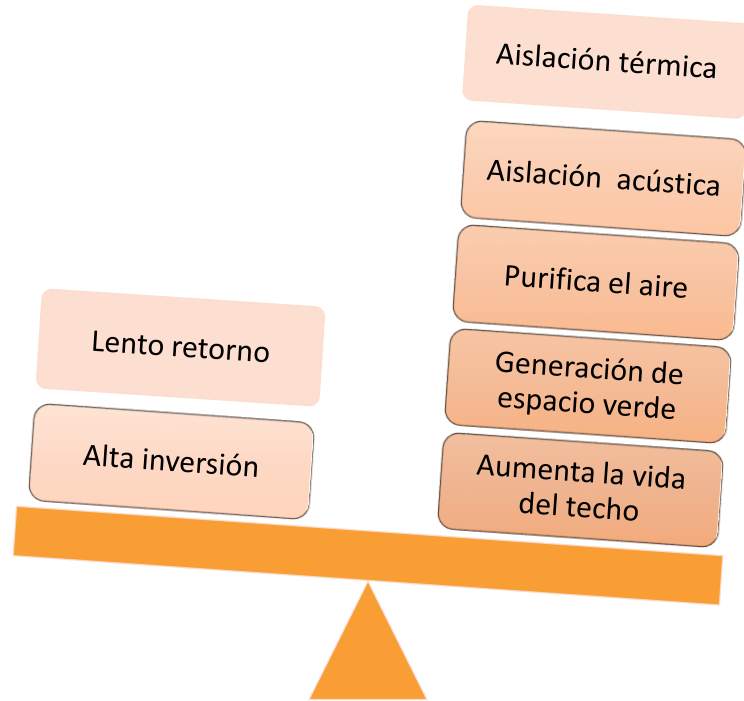 Lento retorno
Alta inversión
Aislación térmica
Aislación acústica
Purifica el aire
Generación de
espacio verde
Aumenta la vida
del techo